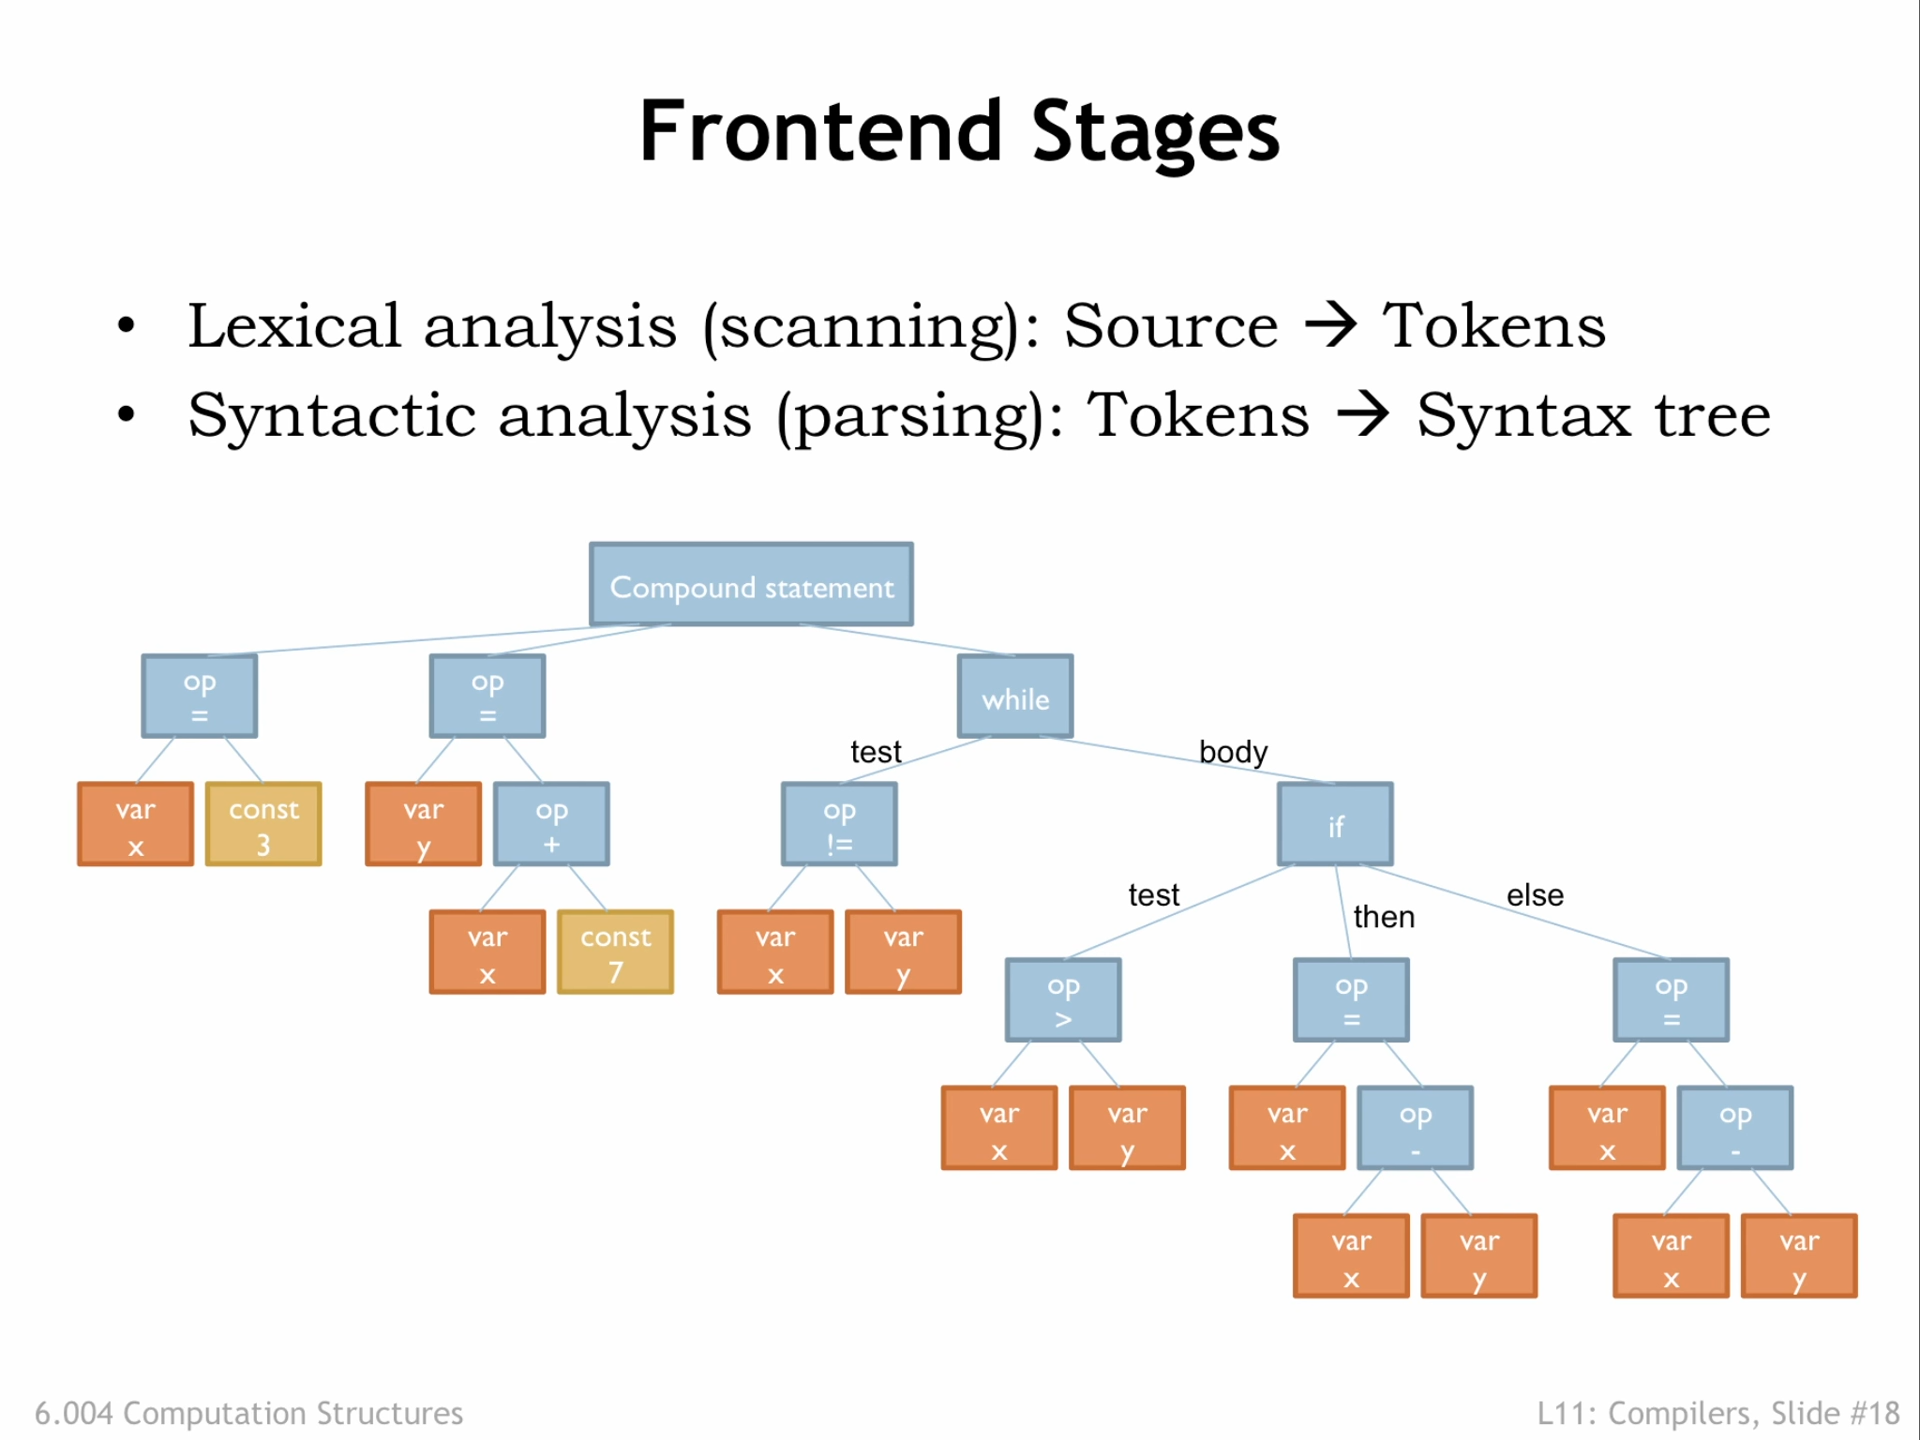 Frontend Stages
• Lexical analysis (scanning): Source → Tokens
• Syntactic analysis (parsing): Tokens → Syntax tree
Compound statement
op
=
op
=
while
test
body
var
x
const
3
var
y
op
+
op
!=
if
var
x
const
7
var
x
var
y
test
then
else
op
>
op
=
op
=
var
x
var
y
var
x
op
-
var
x
op
-
var
x
var
y
var
x
var
y
6.004 Computation Structures
L11: Compilers, Slide #18